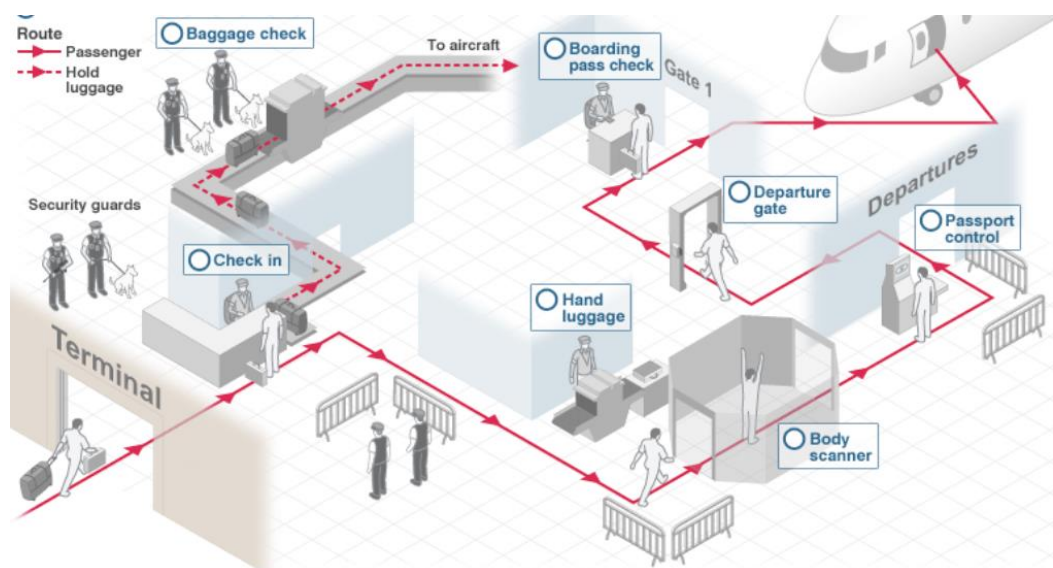 Route
Passenger
Hold
luggage
Baggage check
To aircraft
Boarding
pass check
Gate 1
Departures
Departure
gate
Passport
control
Security guards
Check in
Hand
luggage
Terminal
Body
scanner